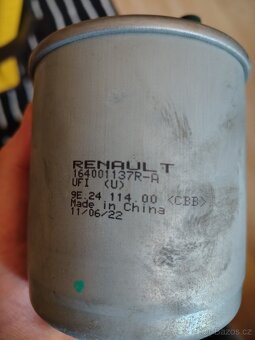 RENAULT
164001137R-A
UFI (U)
9E.24 114.00 <CBB>
Made in China
11/06/22